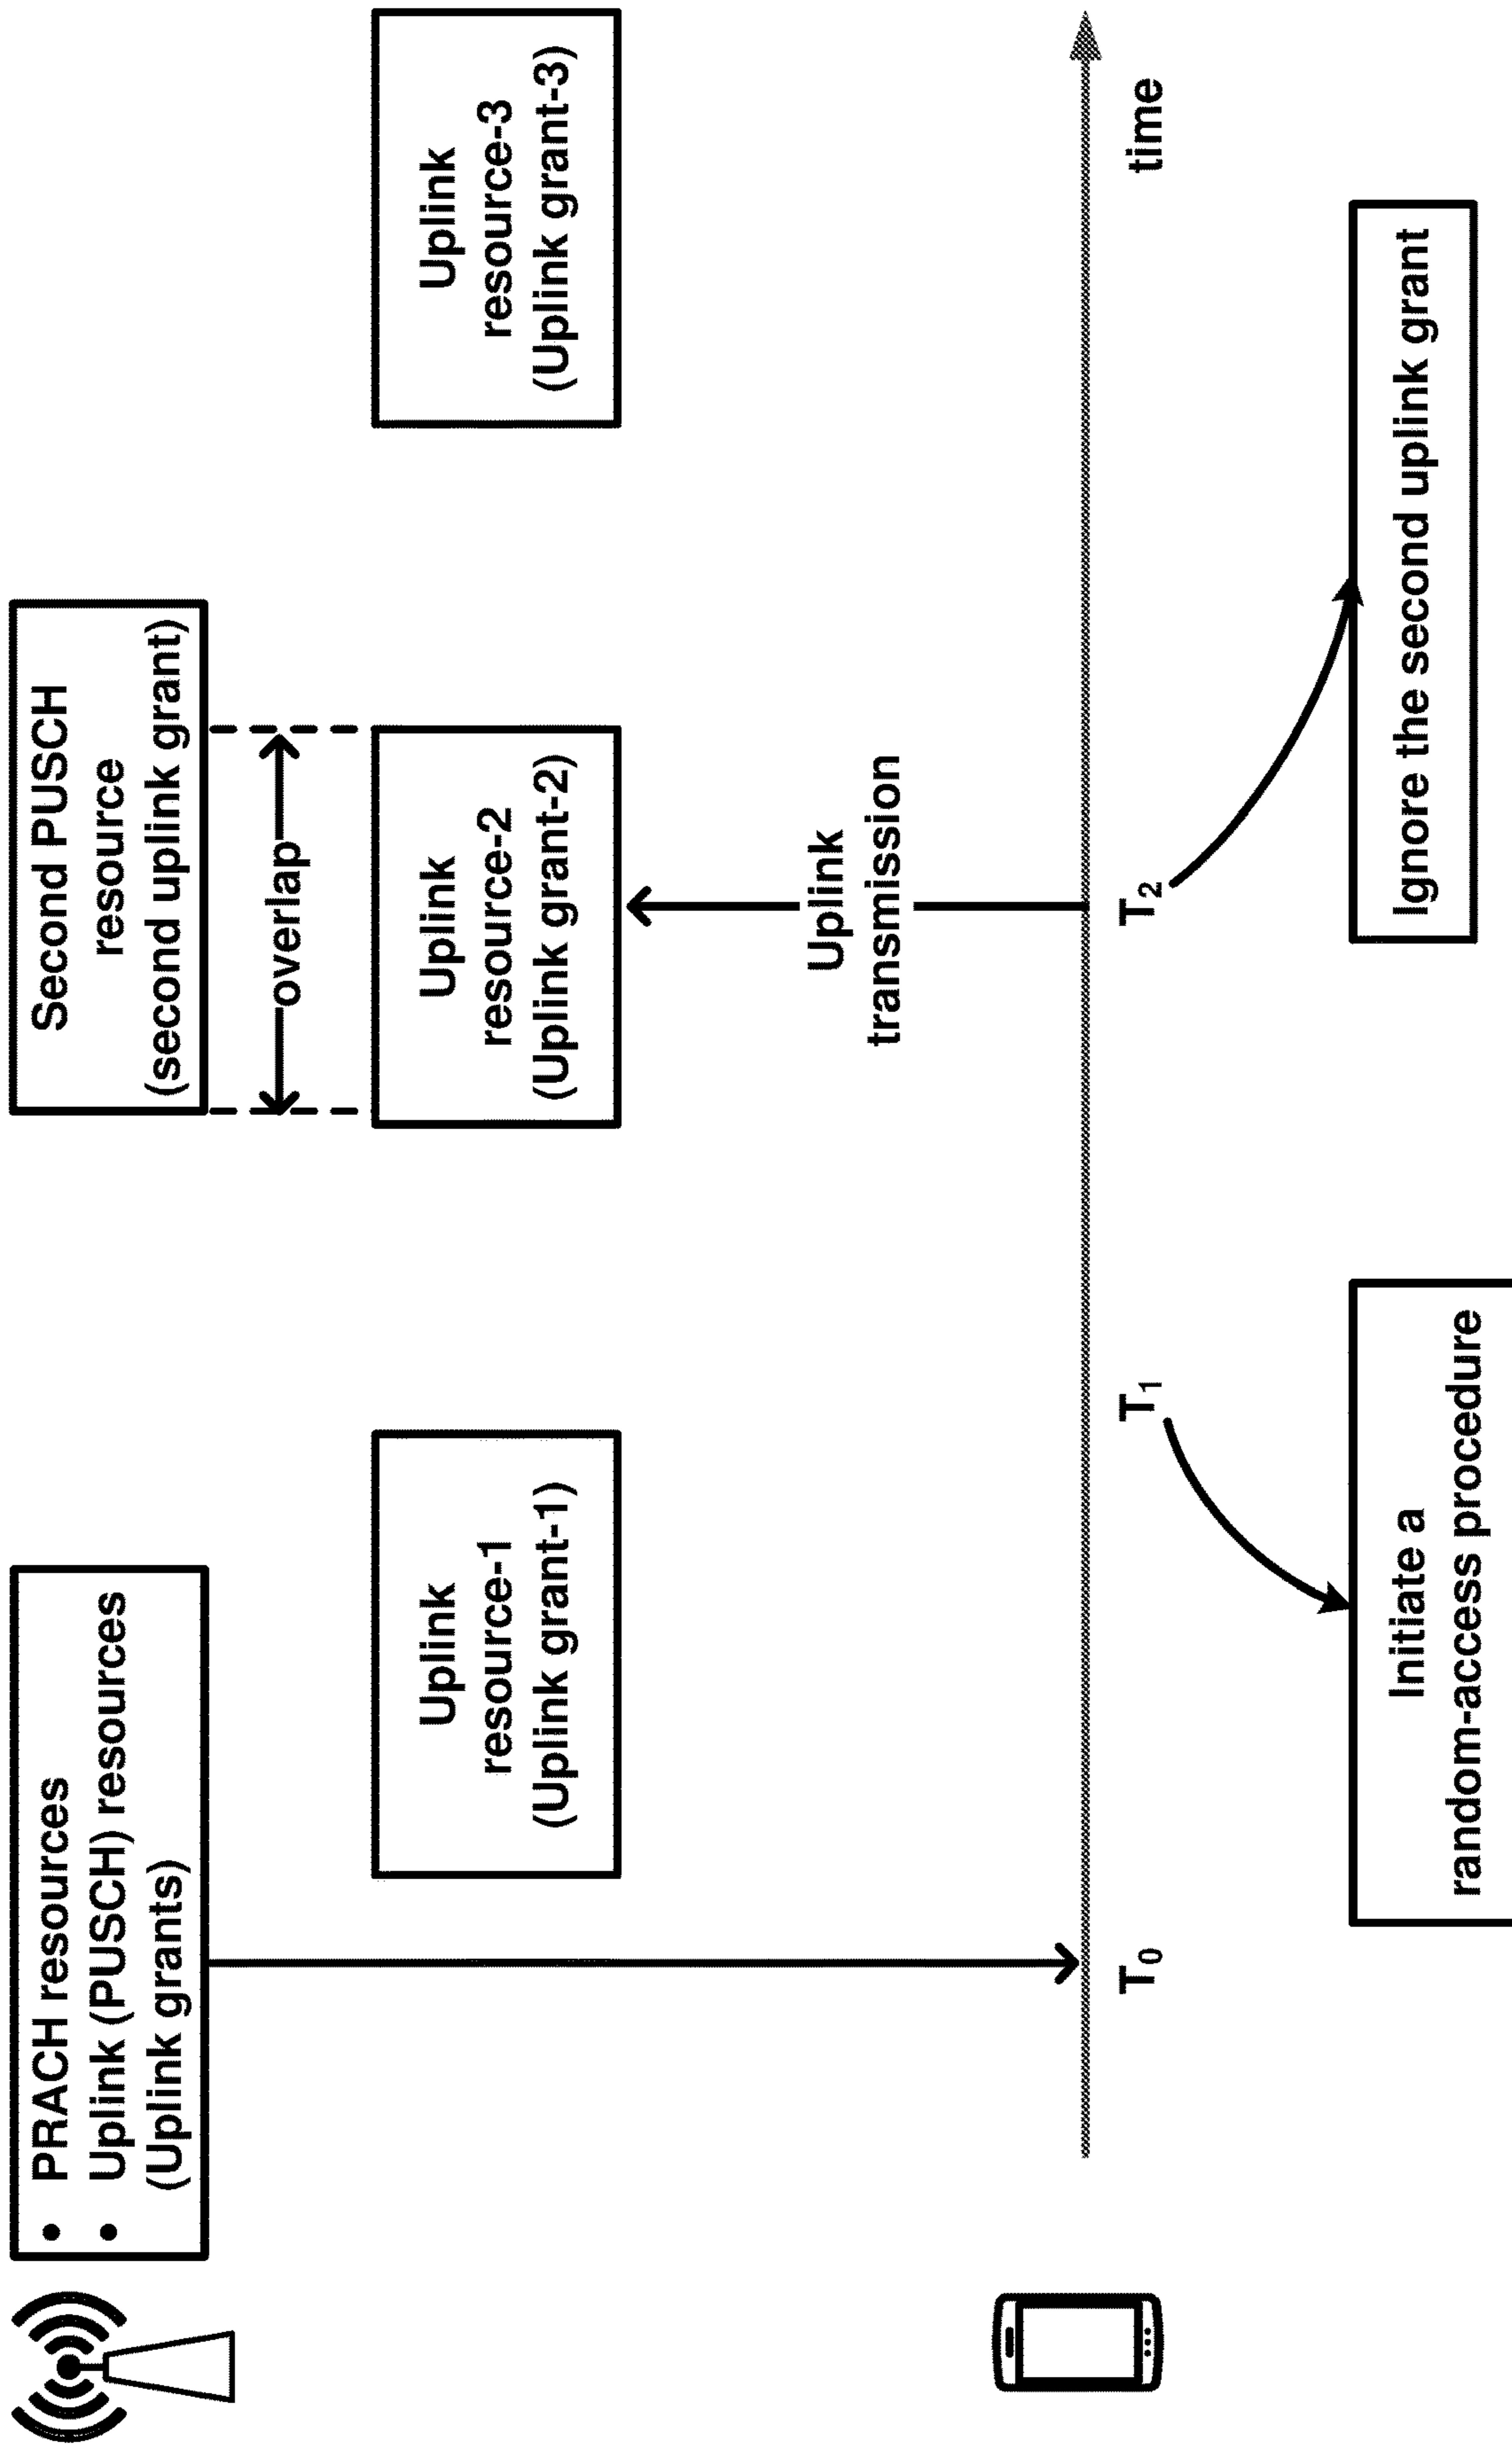 • PRACH resources
• Uplink (PUSCH) resources
(Uplink grants)
Second PUSCH
resource
(second uplink grant)
overlap
Uplink
resource-1
(Uplink grant-1)
Uplink
resource-2
(Uplink grant-2)
Uplink
resource-3
(Uplink grant-3)
Uplink
transmission
T₀
T₁
T₂
time
Initiate a
random-access procedure
Ignore the second uplink grant